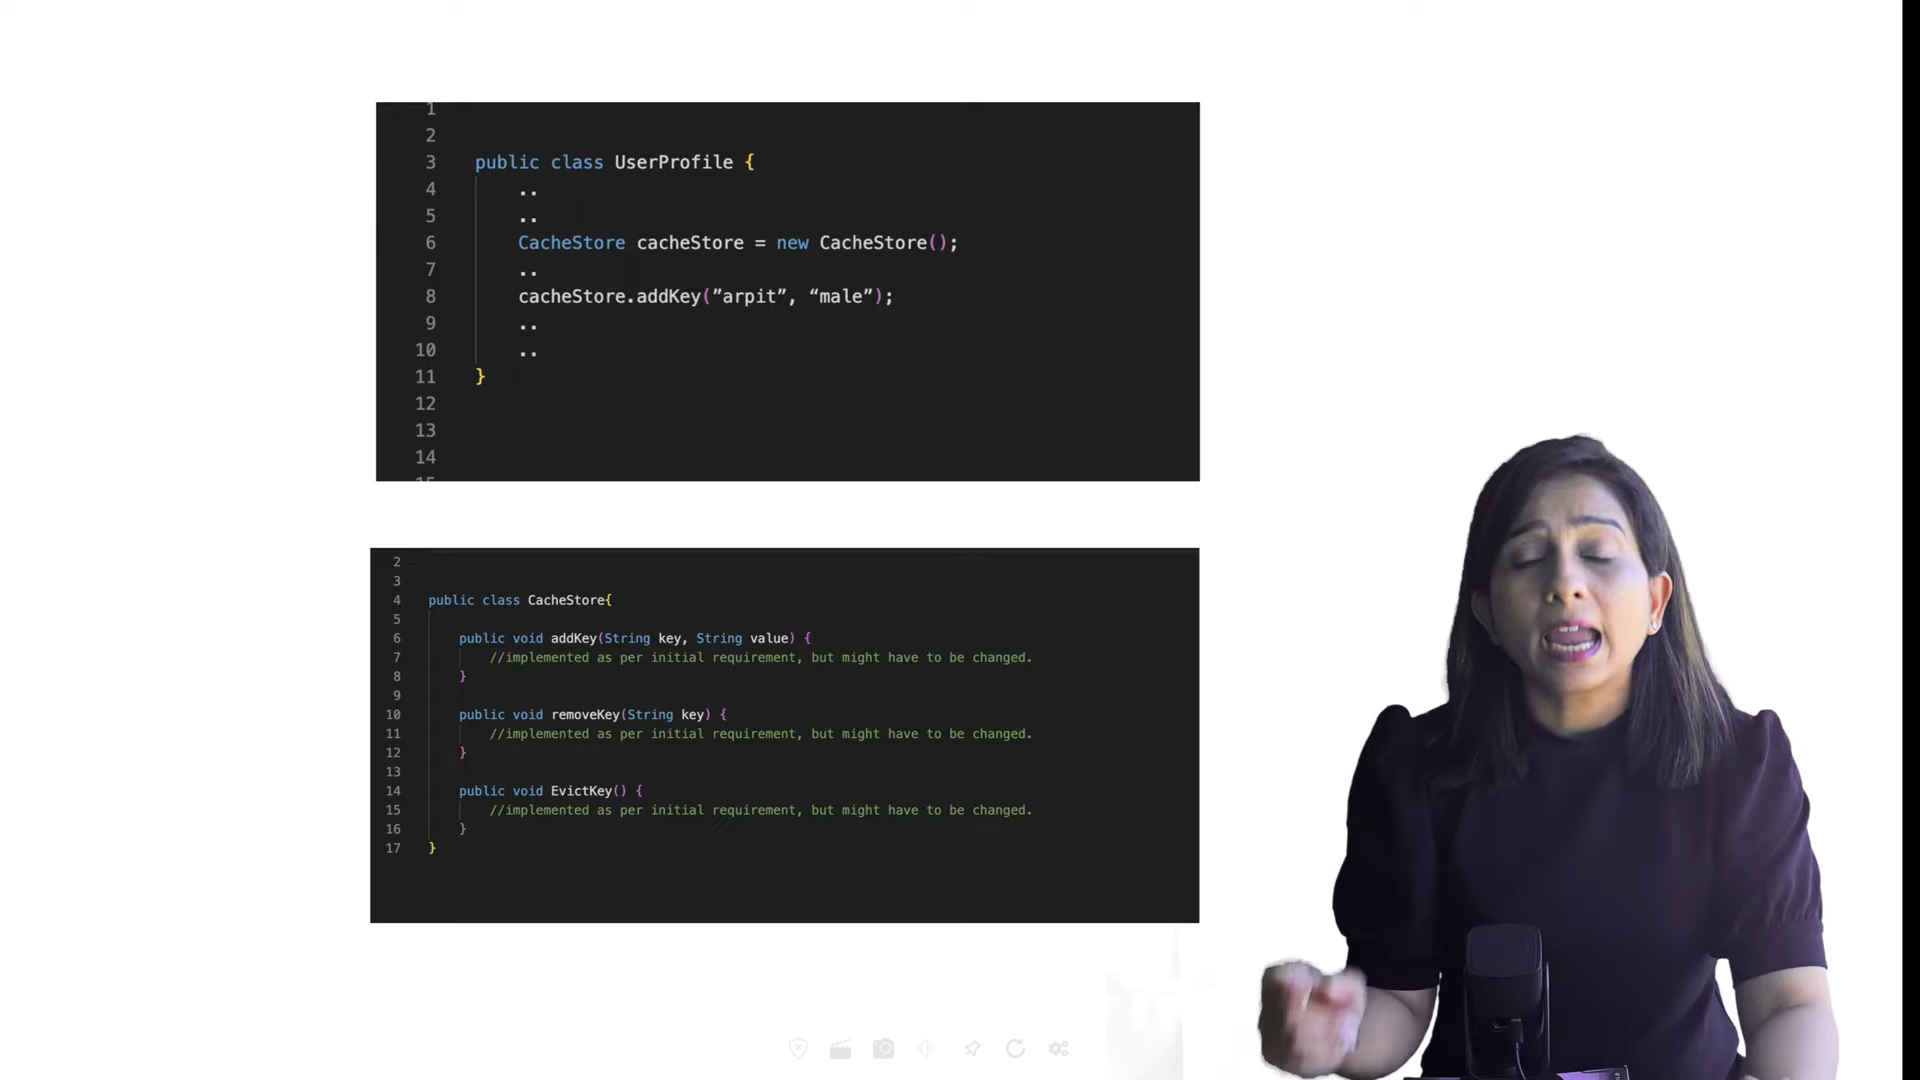 1
2
3 public class UserProfile {
4 ..
5 ..
6 CacheStore cacheStore = new CacheStore();
7 ..
8 cacheStore.addKey(”arpit”, “male”);
9 ..
10 ..
11 }
12
13
14
2
3
4 public class CacheStore{
5
6 public void addKey(String key, String value) {
7 //implemented as per initial requirement, but might have to be changed.
8 }
9
10 public void removeKey(String key) {
11 //implemented as per initial requirement, but might have to be changed.
12 }
13
14 public void EvictKey() {
15 //implemented as per initial requirement, but might have to be changed.
16 }
17 }